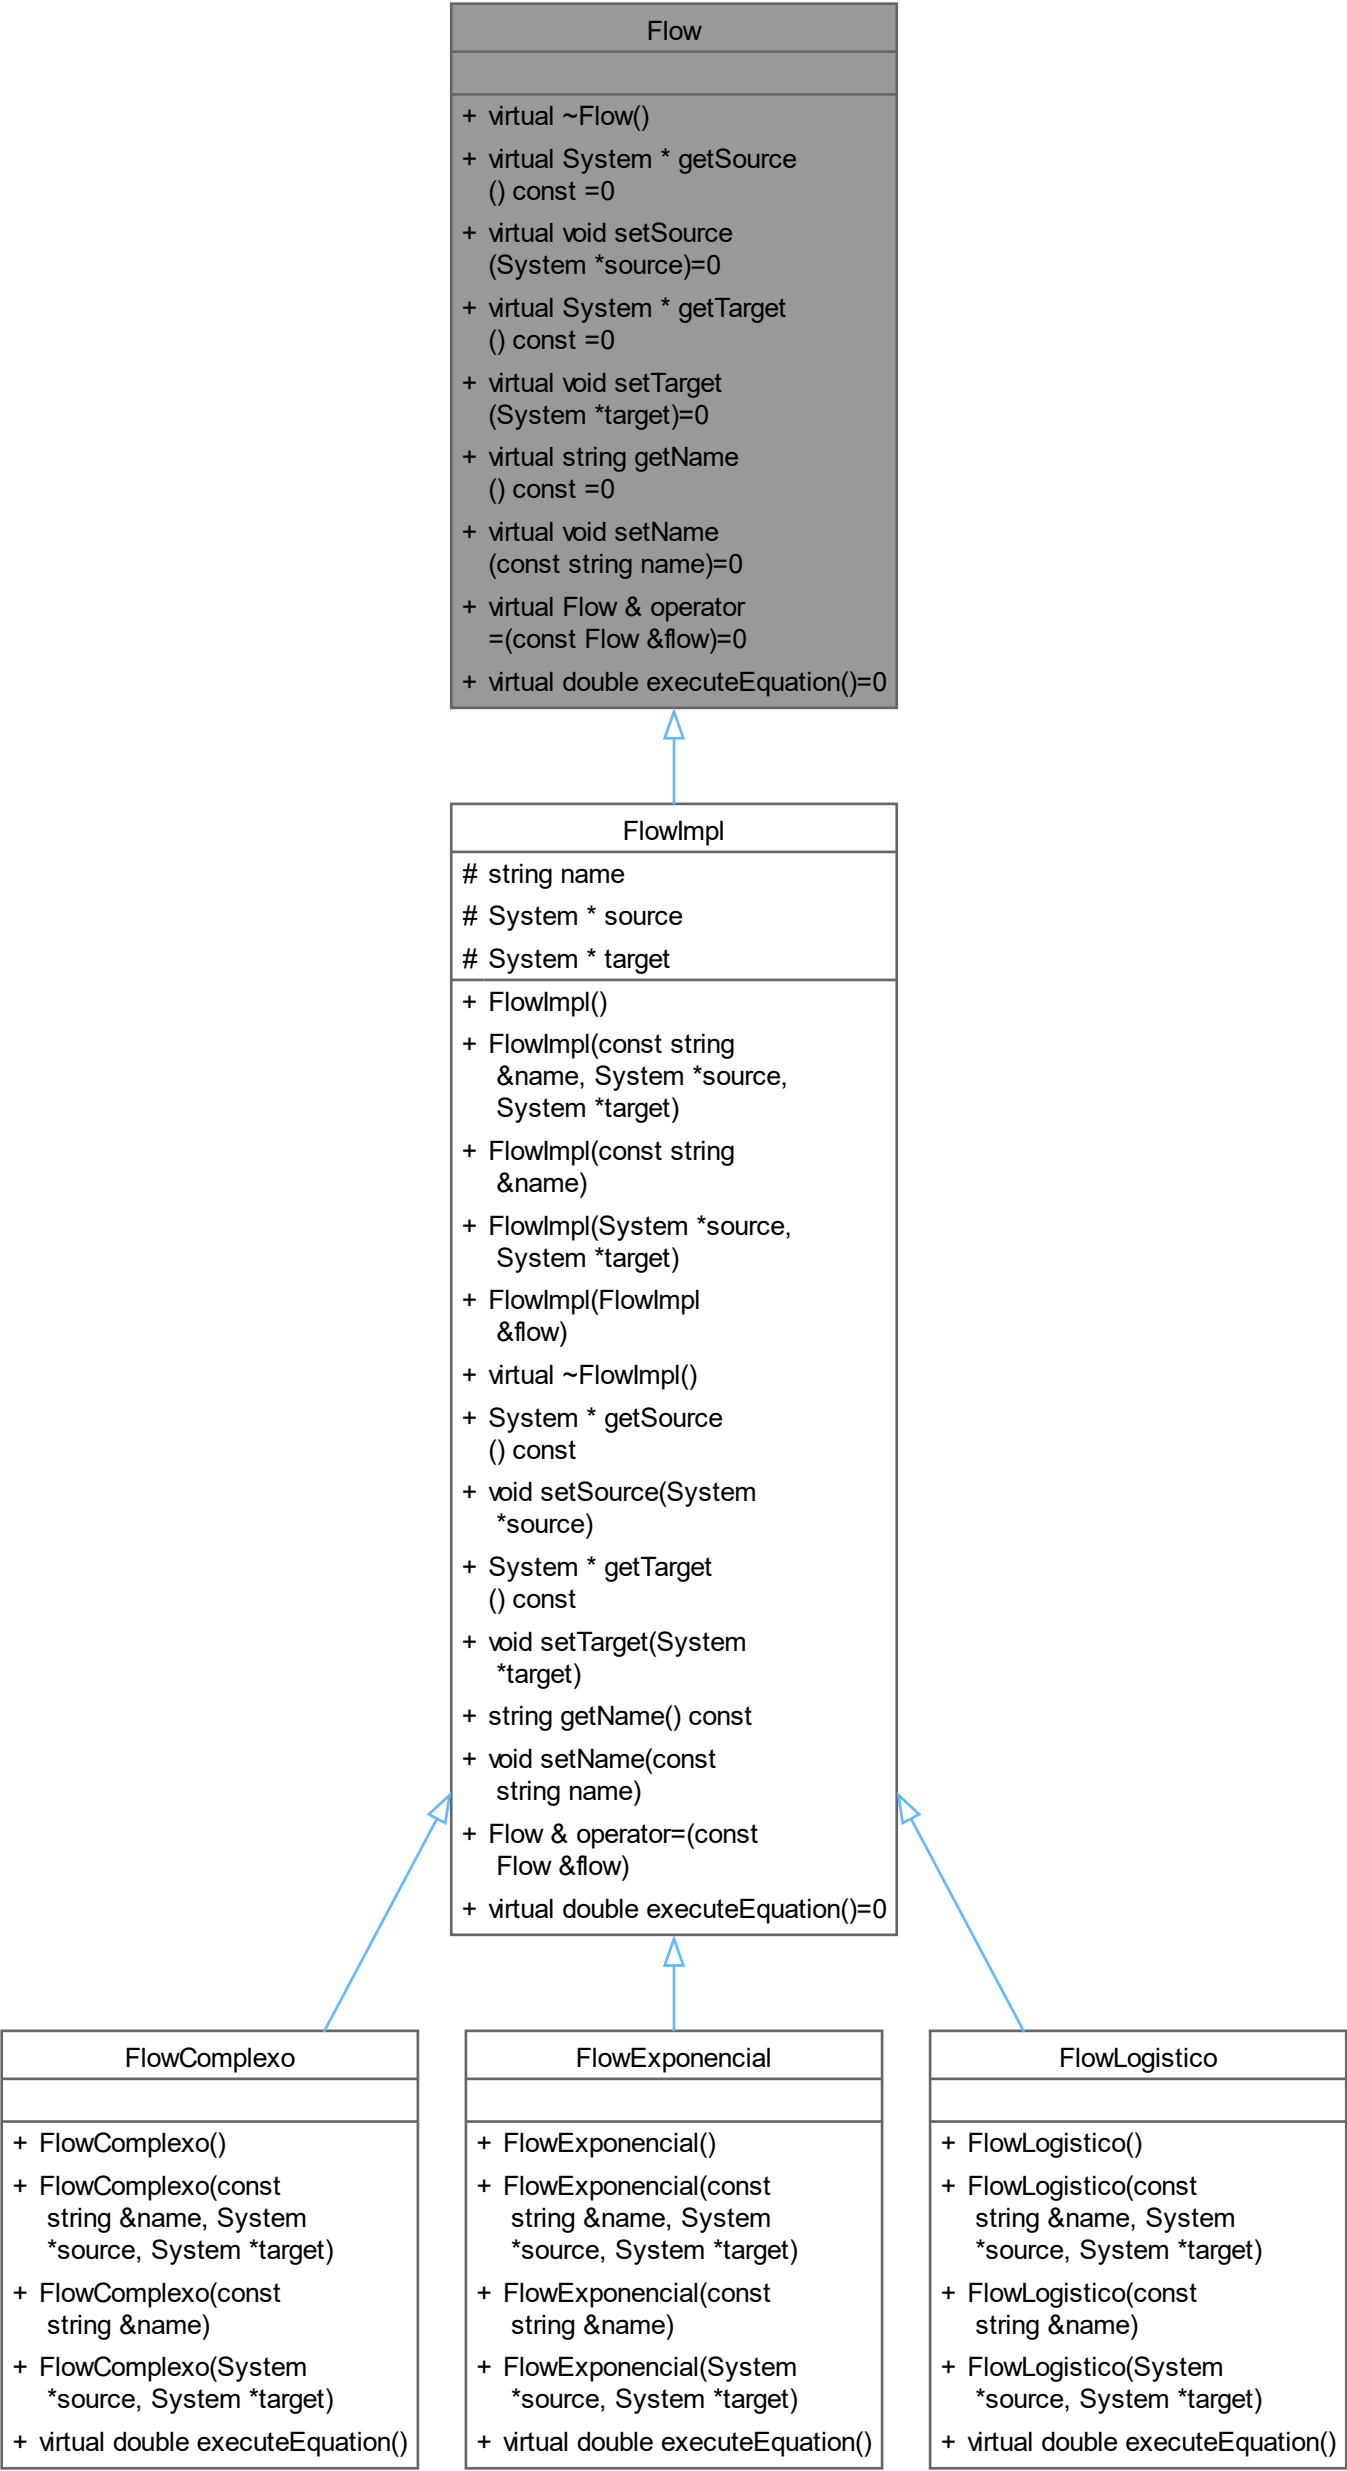 Flow
+ virtual ~Flow()
+ virtual System * getSource
() const =0
+ virtual void setSource
(System *source)=0
+ virtual System * getTarget
() const =0
+ virtual void setTarget
(System *target)=0
+ virtual string getName
() const =0
+ virtual void setName
(const string name)=0
+ virtual Flow & operator
=(const Flow &flow)=0
+ virtual double executeEquation()=0
FlowImpl
# string name
# System * source
# System * target
+ FlowImpl()
+ FlowImpl(const string
&name, System *source,
System *target)
+ FlowImpl(const string
&name)
+ FlowImpl(System *source,
System *target)
+ FlowImpl(FlowImpl
&flow)
+ virtual ~FlowImpl()
+ System * getSource
() const
+ void setSource(System
*source)
+ System * getTarget
() const
+ void setTarget(System
*target)
+ string getName() const
+ void setName(const
string name)
+ Flow & operator=(const
Flow &flow)
+ virtual double executeEquation()=0
FlowComplexo
+ FlowComplexo()
+ FlowComplexo(const
string &name, System
*source, System *target)
+ FlowComplexo(const
string &name)
+ FlowComplexo(System
*source, System *target)
+ virtual double executeEquation()
FlowExponencial
+ FlowExponencial()
+ FlowExponencial(const
string &name, System
*source, System *target)
+ FlowExponencial(const
string &name)
+ FlowExponencial(System
*source, System *target)
+ virtual double executeEquation()
FlowLogistico
+ FlowLogistico()
+ FlowLogistico(const
string &name, System
*source, System *target)
+ FlowLogistico(const
string &name)
+ FlowLogistico(System
*source, System *target)
+ virtual double executeEquation()